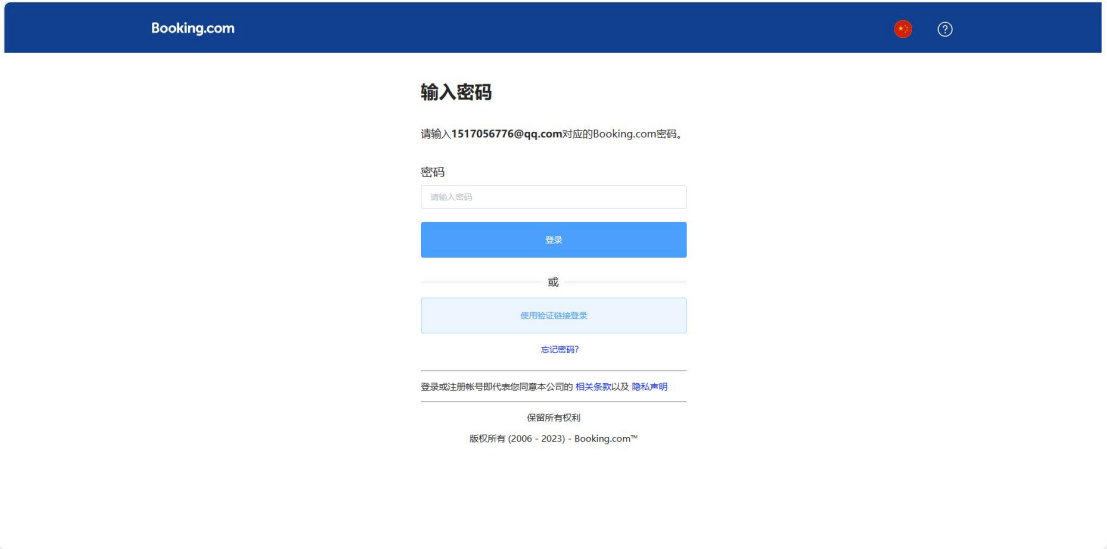 Booking.com
输入密码
请输入1517056776@qq.com对应的Booking.com密码。
密码
请输入密码
登录
或
使用验证链接登录
忘记密码?
登录或注册帐号即代表您同意本公司的 相关条款以及 隐私声明
保留所有权利
版权所有 (2006 - 2023) - Booking.com™